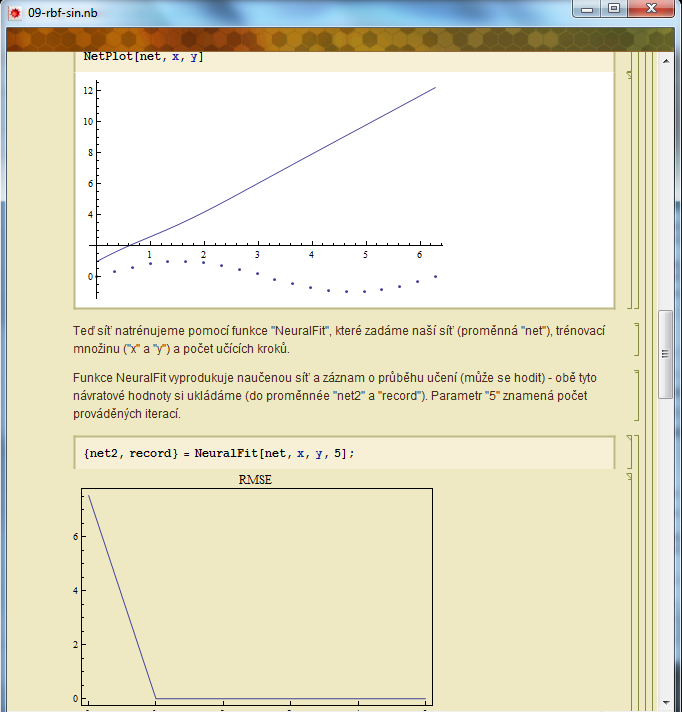 09-rbf-sin.nb
NetPlot[net, x, y]
12
10
8
6
4
0
1 2 3 4 5 6
Teď síť natrénujeme pomocí funkce "NeuralFit", které zadáme naší síť (proměnná "net"), trénovací
množinu ("x" a "y") a počet učících kroků.
Funkce NeuralFit vyprodukuje naučenou síť a záznam o průběhu učení (může se hodit) - obě tyto
návratové hodnoty si ukládáme (do proměnnée "net2" a "record"). Parametr "5" znamená počet
prováděných iterací.
{net2, record} = NeuralFit[net, x, y, 5];
RMSE
6
4
2
0